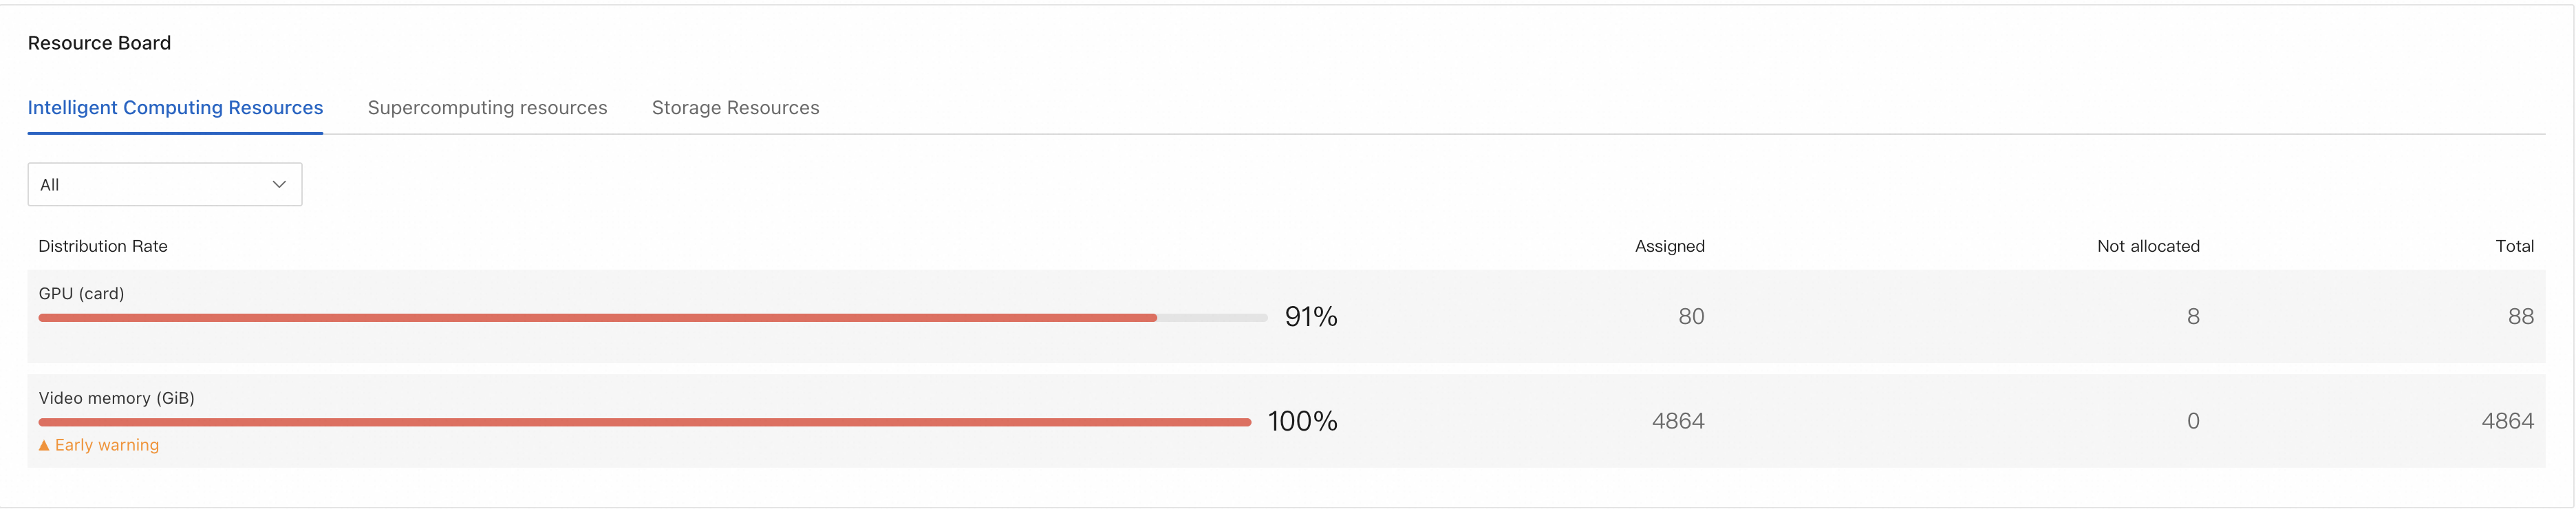 Resource Board
Intelligent Computing Resources Supercomputing resources Storage Resources
All
Distribution Rate Assigned Not allocated Total
GPU (card)
91% 80 8 88
Video memory (GiB)
100% 4864 0 4864
Early warning